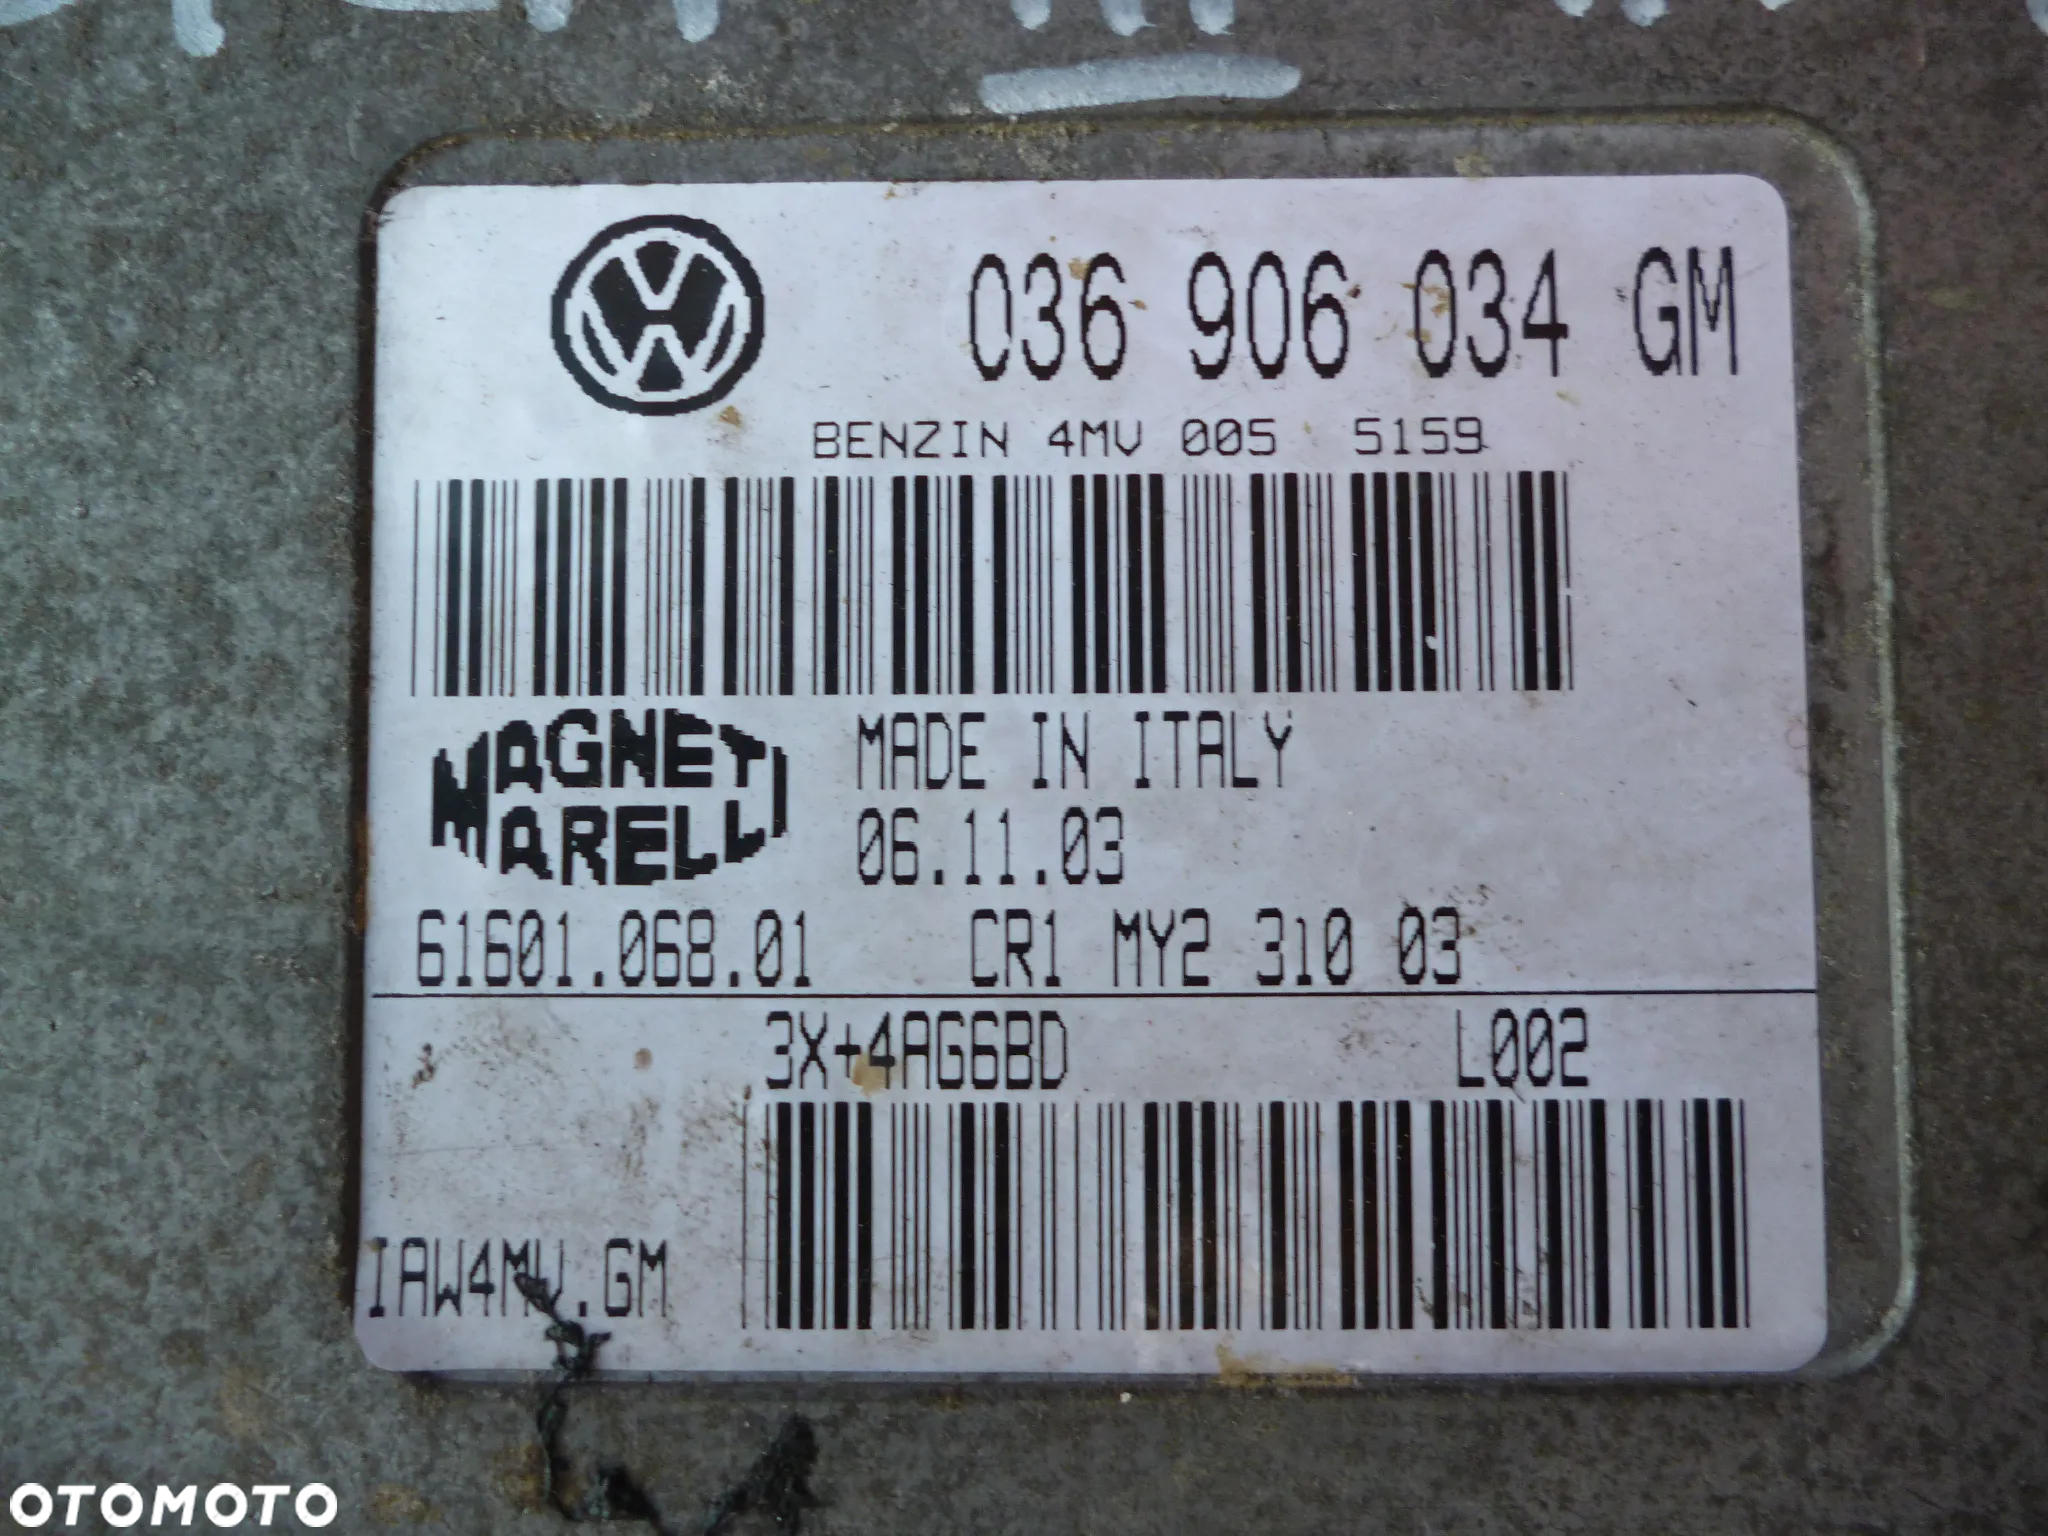 036 906 034 GM
BENZIN 4MV 005 5159
MAGNETI
MARELLI
MADE IN ITALY
06.11.03
61601.068.01 CR1 MY2 310 03
3X+4AG6BD L002
IAW4MV.GM
OTOMOTO